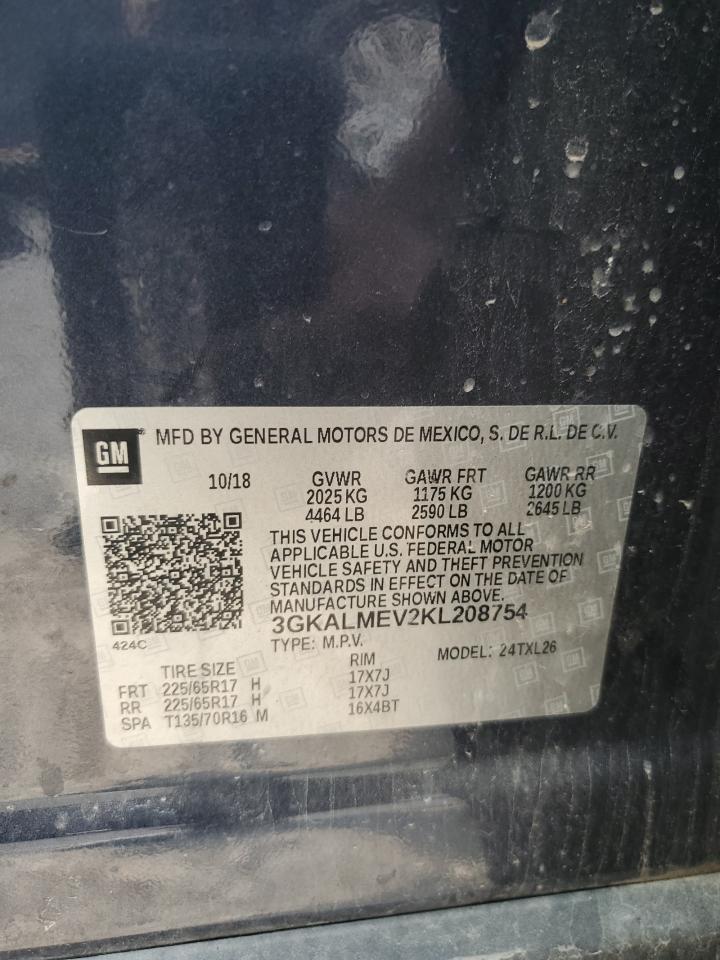 GM
MFD BY GENERAL MOTORS DE MEXICO, S. DE R.L. DE C.V.
10/18 GVWR GAWR FRT GAWR RR
2025 KG 1175 KG 1200 KG
4464 LB 2590 LB 2645 LB
THIS VEHICLE CONFORMS TO ALL
APPLICABLE U.S. FEDERAL MOTOR
VEHICLE SAFETY AND THEFT PREVENTION
STANDARDS IN EFFECT ON THE DATE OF
MANUFACTURE SHOWN ABOVE.
3GKALMEV2KL208754
424C
TYPE: M.P.V. MODEL: 24TXL26
TIRE SIZE RIM
FRT 225/65R17 H 17X7J
RR 225/65R17 H 17X7J
SPA T135/70R16 M 16X4BT